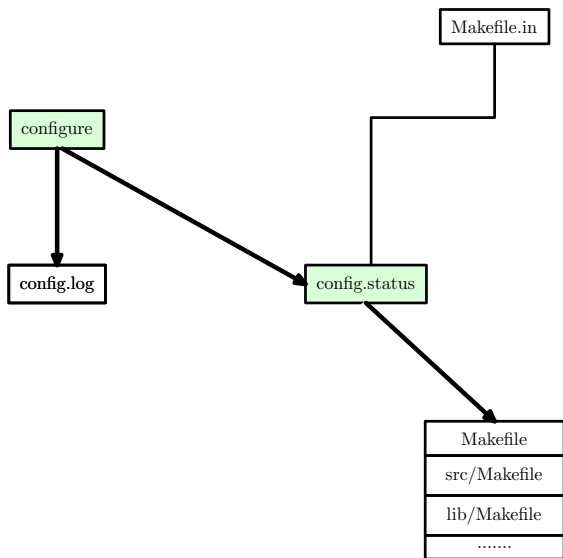 Makefile.in
configure
config.log
config.status
Makefile
src/Makefile
lib/Makefile
.......